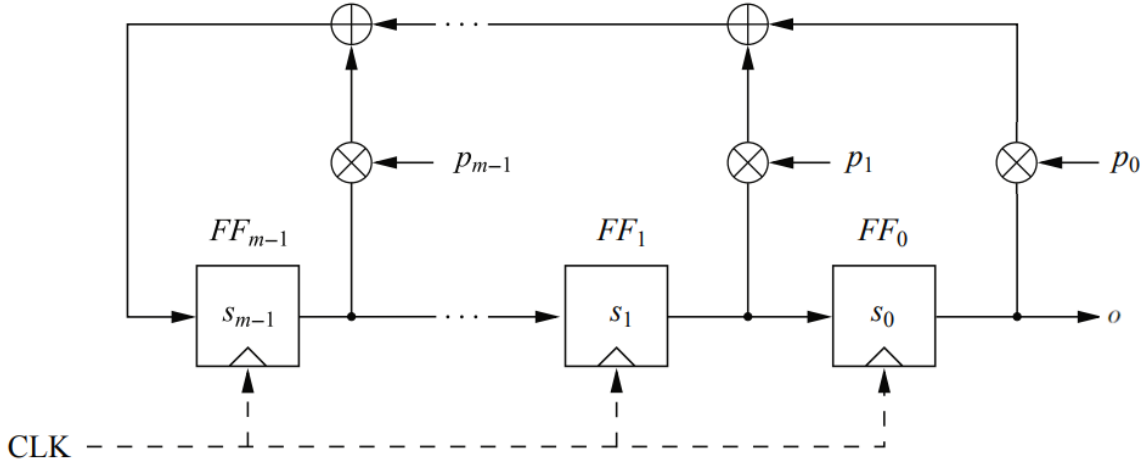 · · ·
p_{m−1} p_1 p_0
FF_{m−1} FF_1 FF_0
s_{m−1} · · · s_1 s_0 o
CLK